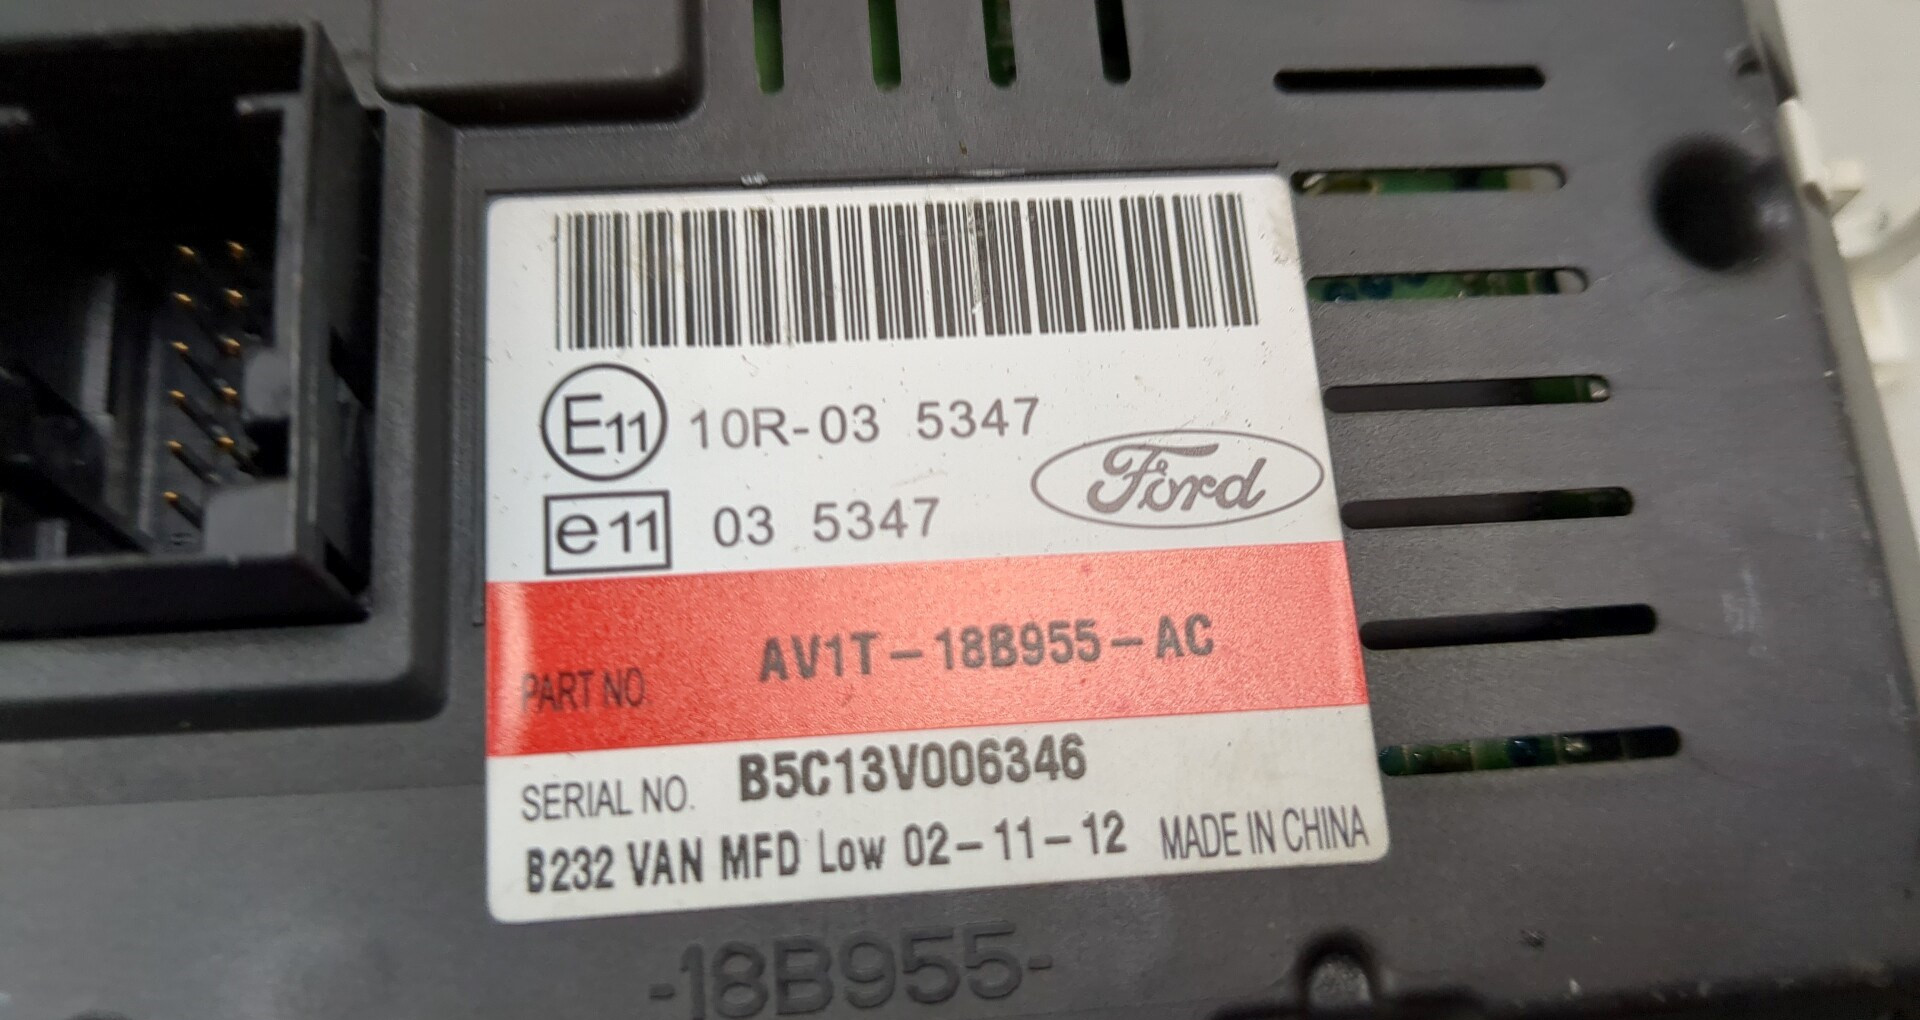 E11 10R-03 5347
Ford
e11 03 5347
PART NO. AV1T-18B955-AC
SERIAL NO. B5C13V006346
B232 VAN MFD Low 02-11-12 MADE IN CHINA
-18B955-